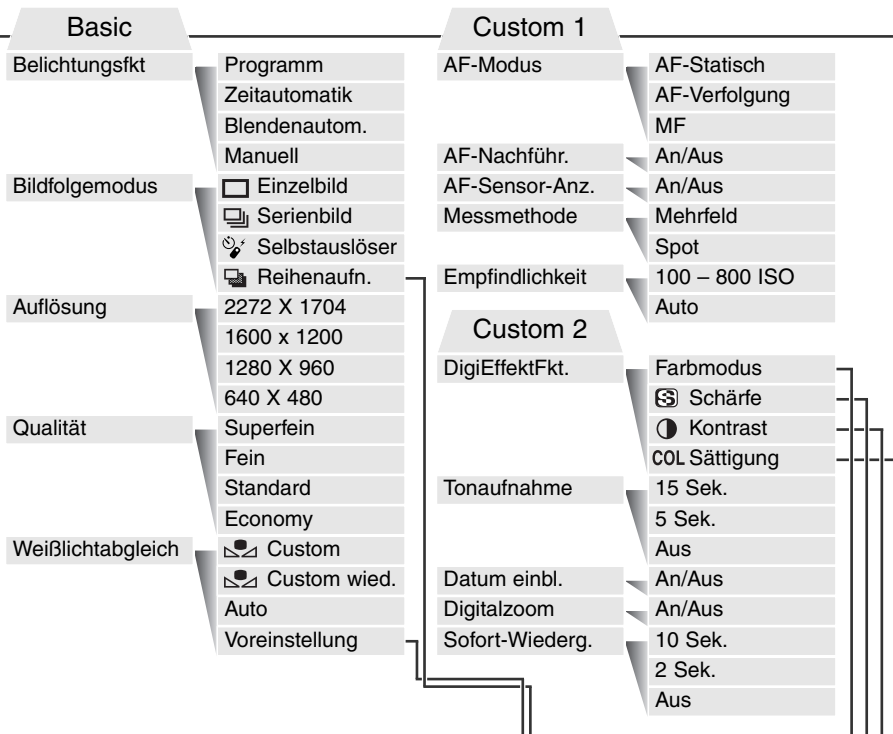 Basic
Belichtungsfkt
Programm
Zeitautomatik
Blendenautom.
Manuell
Bildfolgemodus
Einzelbild
Serienbild
Selbstauslöser
Reihenaufn.
Auflösung
2272 X 1704
1600 x 1200
1280 X 960
640 X 480
Qualität
Superfein
Fein
Standard
Economy
Weißlichtabgleich
Custom
Custom wied.
Auto
Voreinstellung
Custom 1
AF-Modus
AF-Statisch
AF-Verfolgung
MF
AF-Nachführ.
An/Aus
AF-Sensor-Anz.
An/Aus
Messmethode
Mehrfeld
Spot
Empfindlichkeit
100 – 800 ISO
Auto
Custom 2
DigiEffektFkt.
Farbmodus
S Schärfe
Kontrast
COL Sättigung
Tonaufnahme
15 Sek.
5 Sek.
Aus
Datum einbl.
An/Aus
Digitalzoom
An/Aus
Sofort-Wiederg.
10 Sek.
2 Sek.
Aus